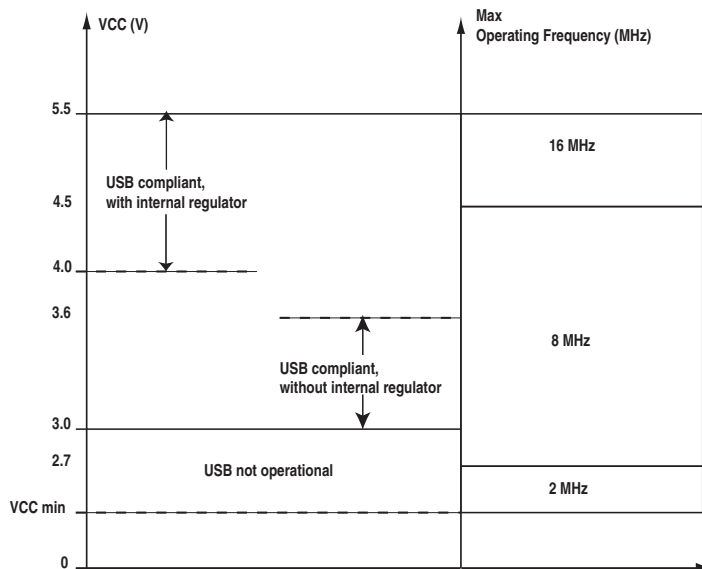 VCC (V)
Max
Operating Frequency (MHz)
5.5
16 MHz
USB compliant,
with internal regulator
4.5
4.0
3.6
8 MHz
USB compliant,
without internal regulator
3.0
2.7
USB not operational
2 MHz
VCC min
0